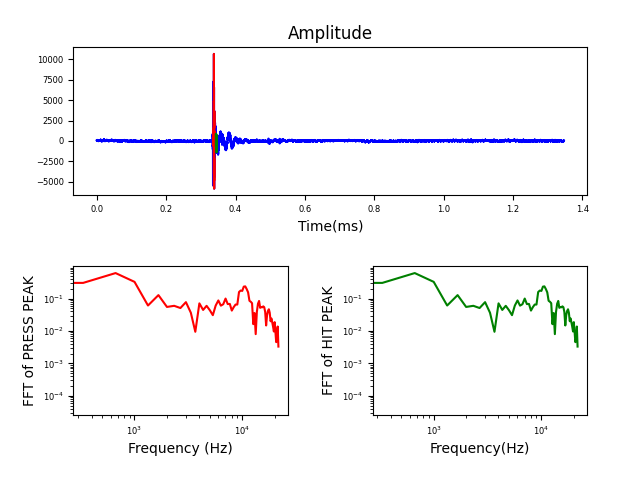 Amplitude
10000
7500
5000
2500
0
−2500
−5000
0.0 0.2 0.4 0.6 0.8 1.0 1.2 1.4
Time(ms)
FFT of PRESS PEAK
10⁻¹
10⁻²
10⁻³
10⁻⁴
10³ 10⁴
Frequency (Hz)
FFT of HIT PEAK
10⁻¹
10⁻²
10⁻³
10⁻⁴
10³ 10⁴
Frequency(Hz)